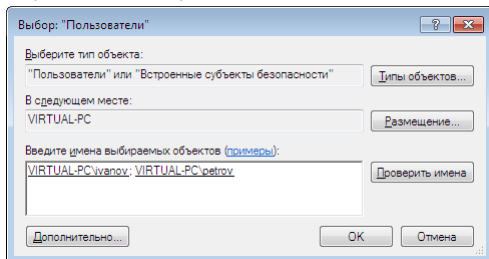 Выбор: "Пользователи"
Выберите тип объекта:
"Пользователи" или "Встроенные субъекты безопасности"
Типы объектов...
В следующем месте:
VIRTUAL-PC
Размещение...
Введите имена выбираемых объектов (примеры):
VIRTUAL-PC\ivanov; VIRTUAL-PC\petrov
Проверить имена
Дополнительно...
ОК
Отмена